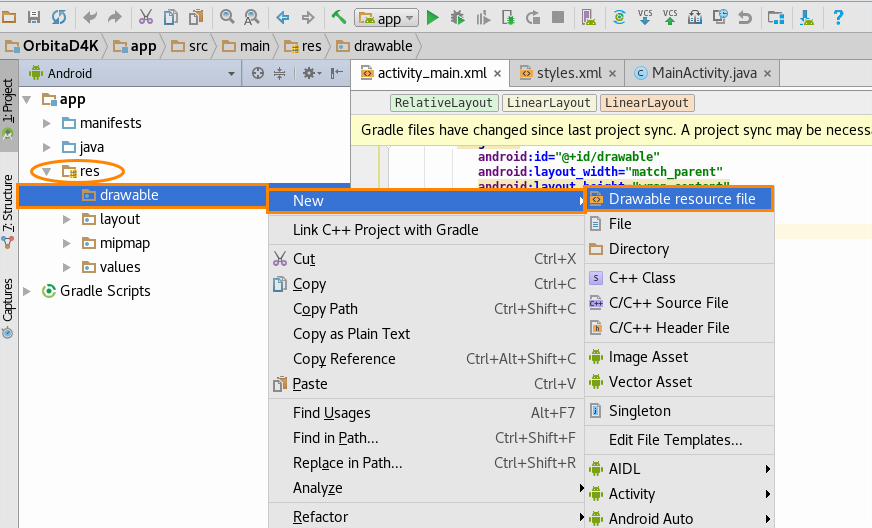 app
?
OrbitaD4K app src main res drawable
1: Project
Android
activity_main.xml styles.xml MainActivity.java
app
manifests
java
res
drawable
layout
mipmap
values
Gradle Scripts
7: Structure
Captures
RelativeLayout LinearLayout LinearLayout
Gradle files have changed since last project sync. A project sync may be necessa
android:id="@+id/drawable"
android:layout_width="match_parent"
android:layout_height="wrap_content"
New
Link C++ Project with Gradle
Cut Ctrl+X
Copy Ctrl+C
Copy Path Ctrl+Shift+C
Copy as Plain Text
Copy Reference Ctrl+Alt+Shift+C
Paste Ctrl+V
Find Usages Alt+F7
Find in Path... Ctrl+Shift+F
Replace in Path... Ctrl+Shift+R
Analyze
Refactor
Drawable resource file
File
Directory
S C++ Class
C++ C/C++ Source File
h C/C++ Header File
Image Asset
Vector Asset
Singleton
Edit File Templates...
AIDL
Activity
Android Auto